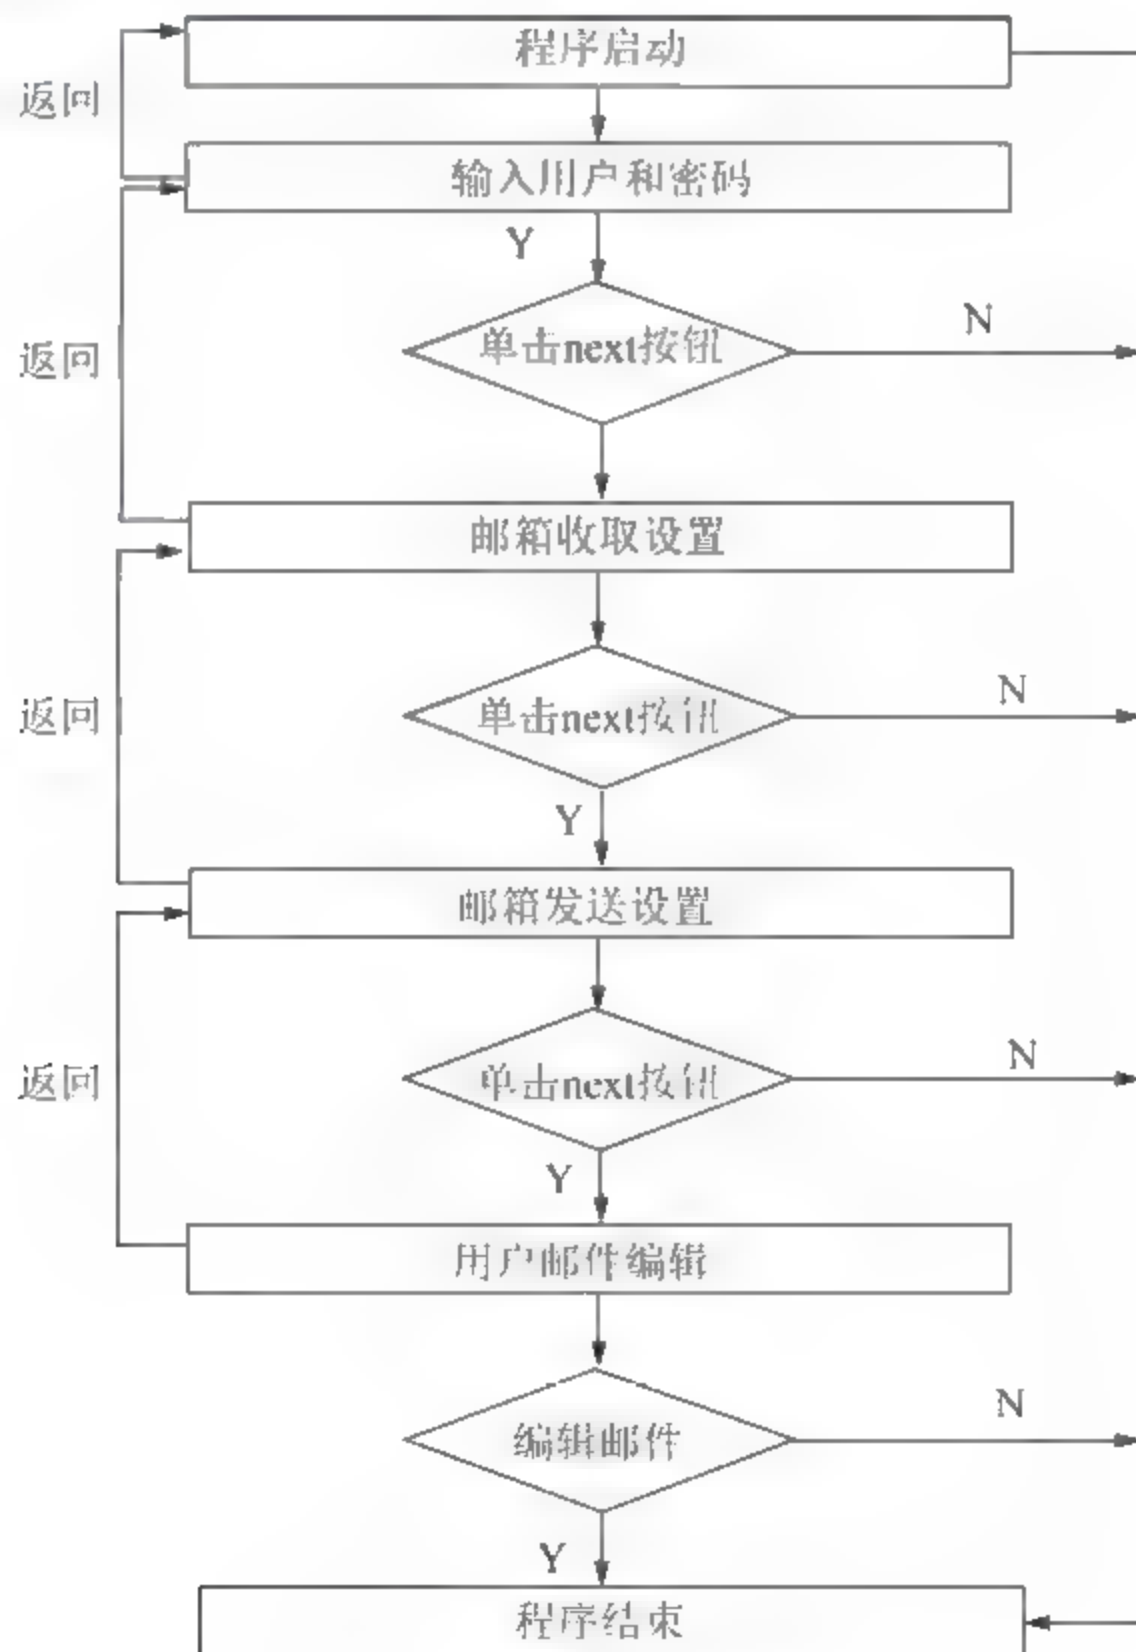 程序启动
返回
输入用户和密码
Y
单击next按钮
N
返回
邮箱收取设置
单击next按钮
N
返回
Y
邮箱发送设置
单击next按钮
N
返回
Y
用户邮件编辑
编辑邮件
N
Y
程序结束